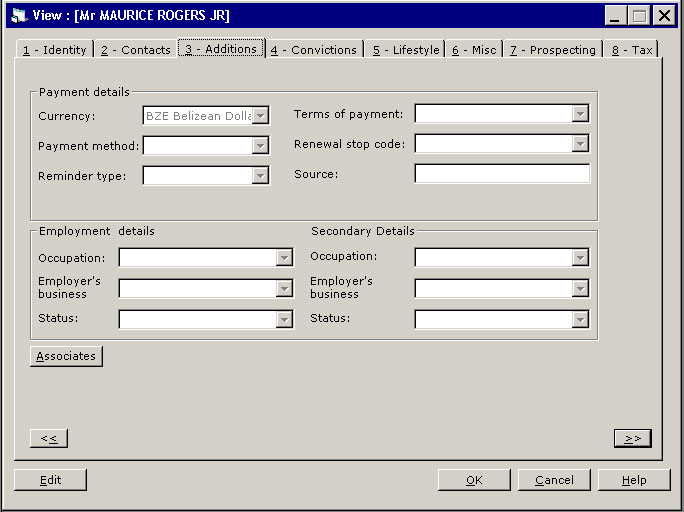 View : [Mr MAURICE ROGERS JR]
1 - Identity 2 - Contacts 3 - Additions 4 - Convictions 5 - Lifestyle 6 - Misc 7 - Prospecting 8 - Tax
Payment details
Currency: BZE Belizean Dolla Terms of payment:
Payment method: Renewal stop code:
Reminder type: Source:
Employment details Secondary Details
Occupation: Occupation:
Employer's Employer's
business business
Status: Status:
Associates
<< >>
Edit OK Cancel Help